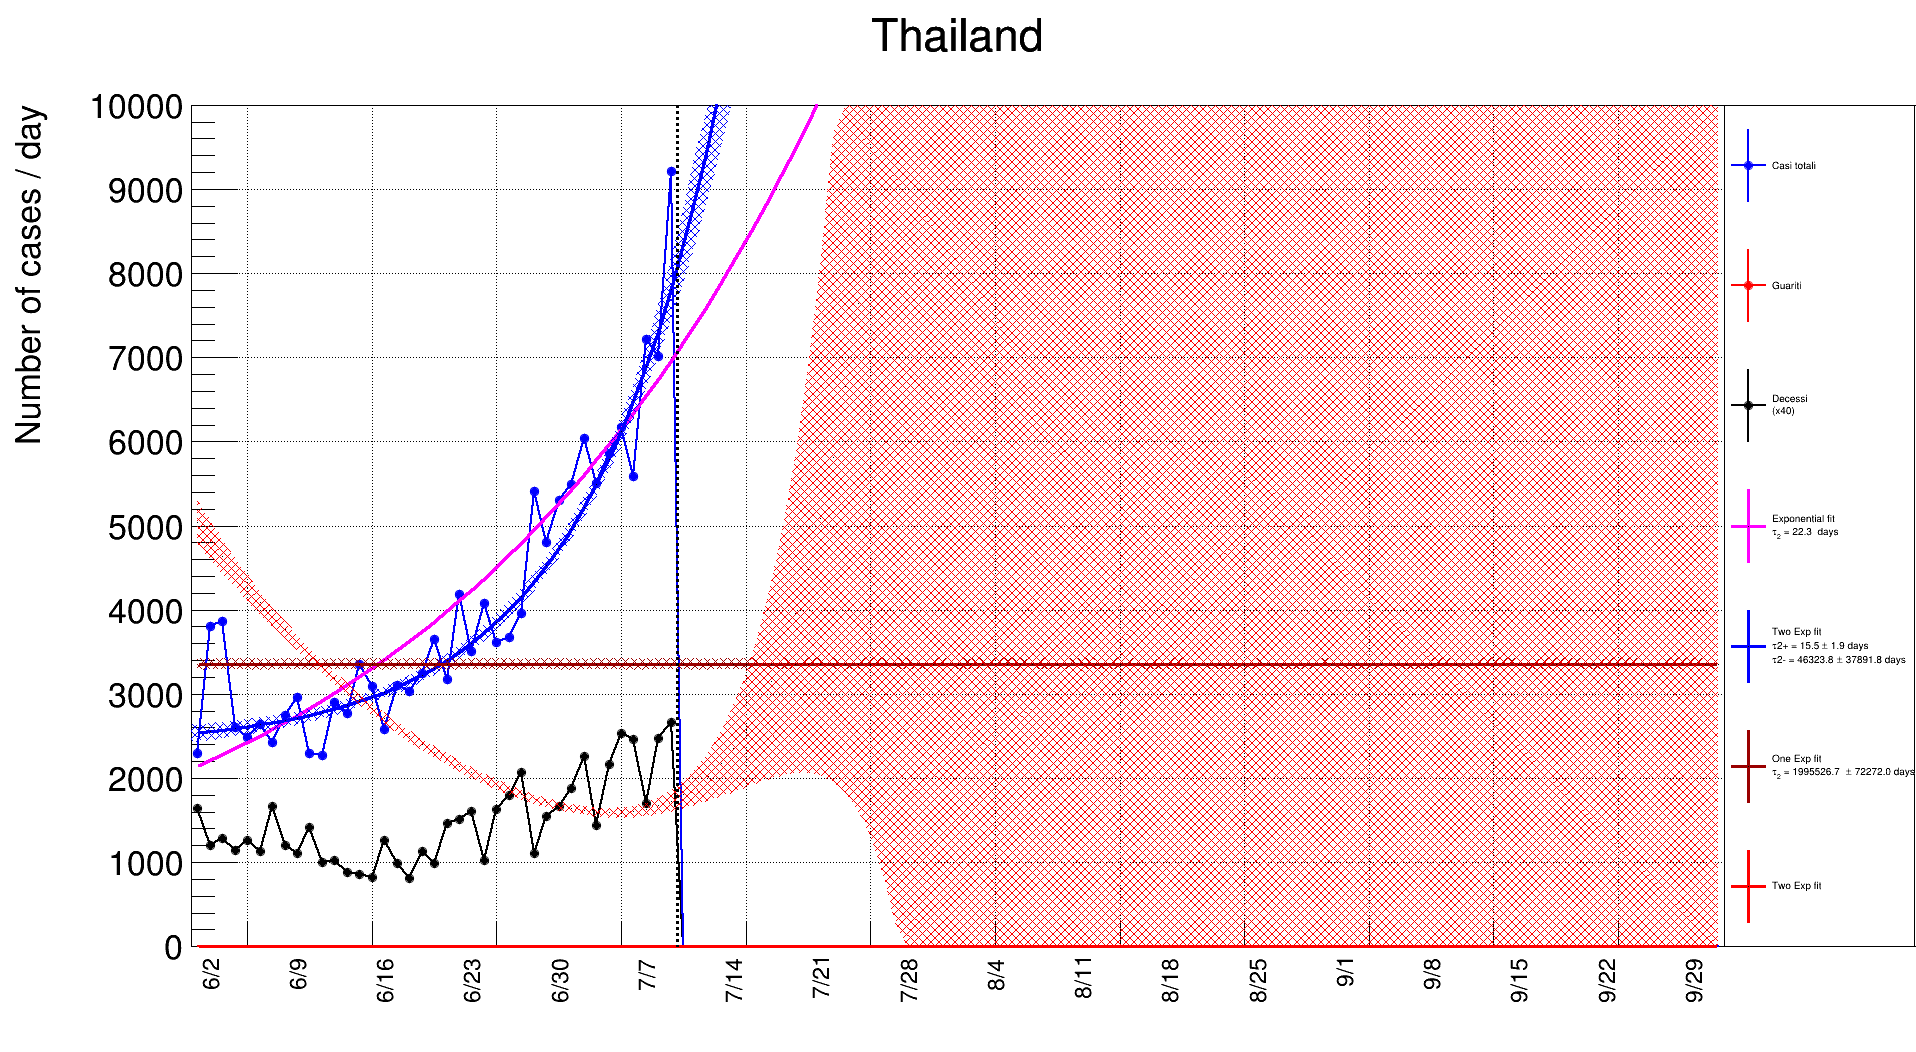 Thailand
Number of cases / day
10000
9000
8000
7000
6000
5000
4000
3000
2000
1000
0
6/2
6/9
6/16
6/23
6/30
7/7
7/14
7/21
7/28
8/4
8/11
8/18
8/25
9/1
9/8
9/15
9/22
9/29
Casi totali
Guariti
Decessi
(x40)
Exponential fit
τ₂ = 22.3 days
Two Exp fit
τ2+ = 15.5 ± 1.9 days
τ2- = 46323.8 ± 37891.8 days
One Exp fit
τ₂ = 1995526.7 ± 72272.0 days
Two Exp fit